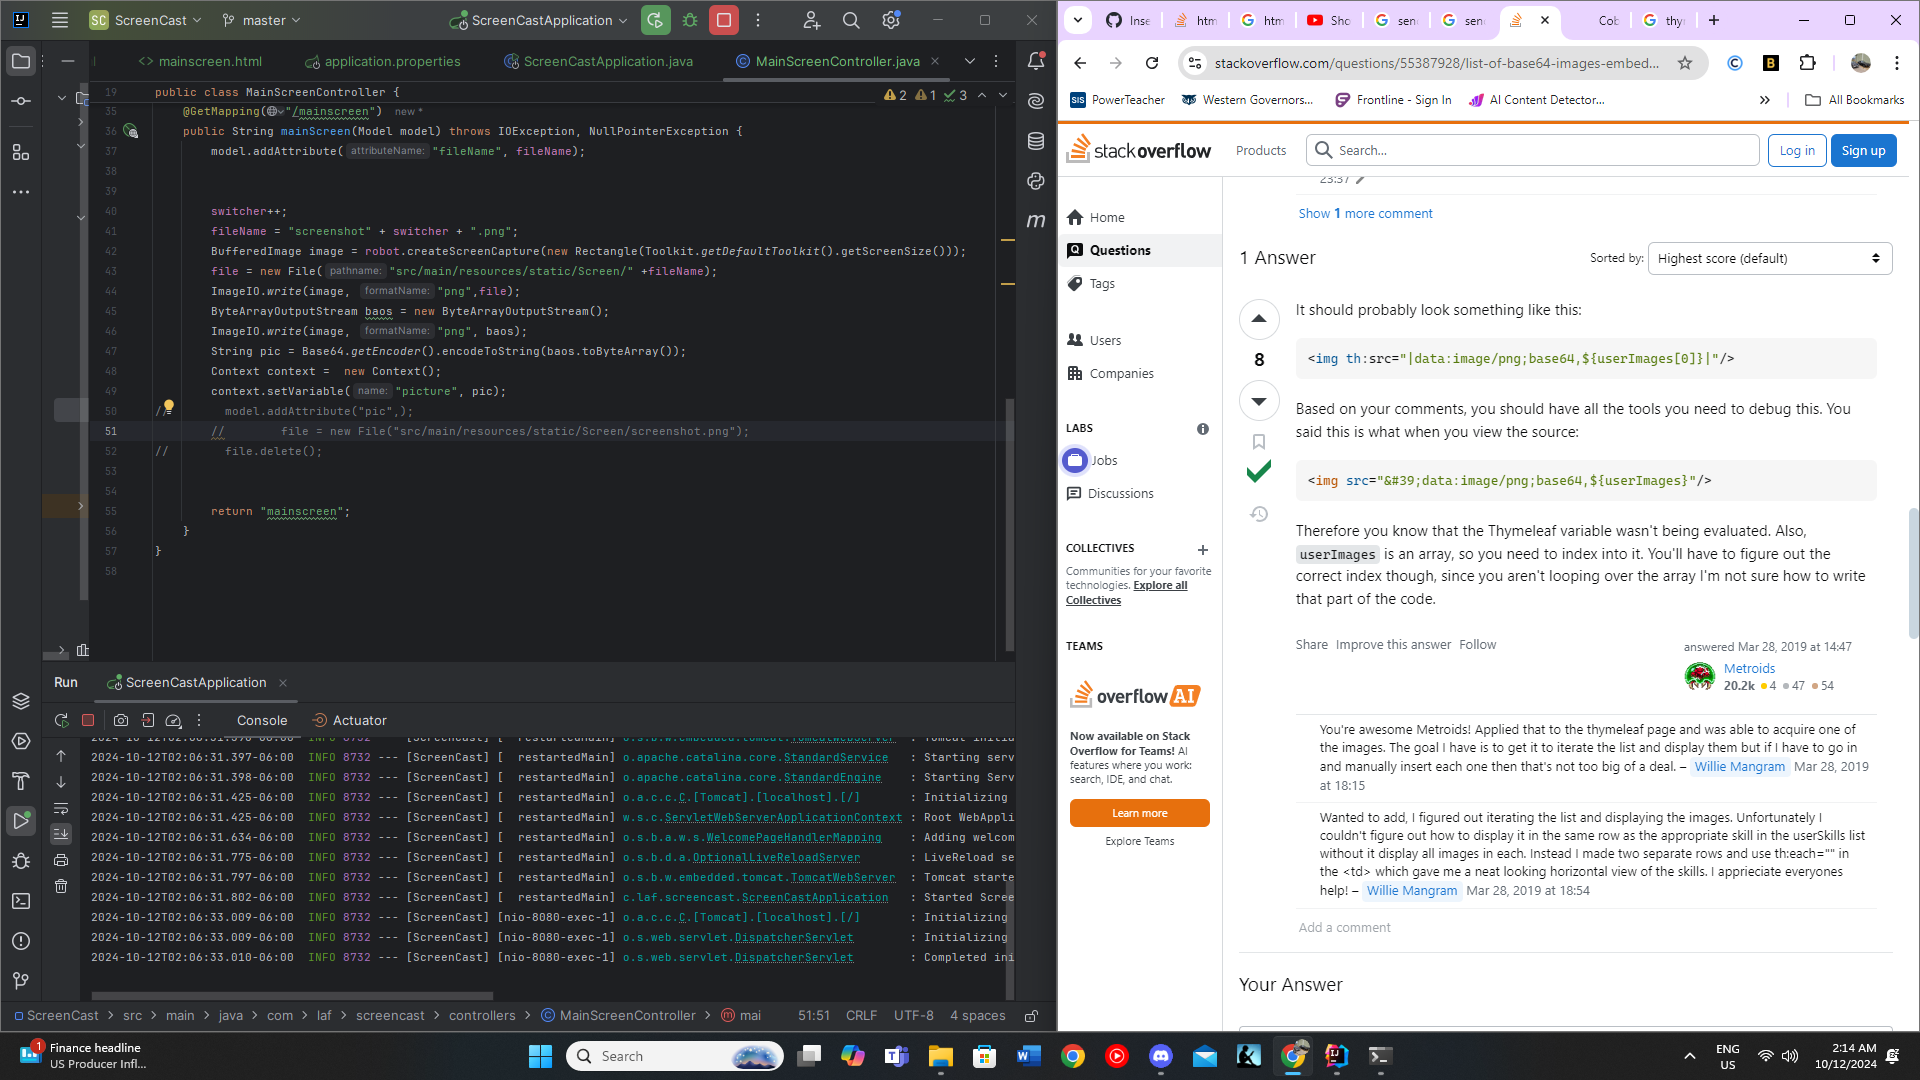 SC ScreenCast master ScreenCastApplication
mainscreen.html application.properties ScreenCastApplication.java MainScreenController.java
19 public class MainScreenController { 2 1 3
35 @GetMapping("/mainscreen") new *
36 public String mainScreen(Model model) throws IOException, NullPointerException {
37 model.addAttribute( attributeName: "fileName", fileName);
38
39
40 switcher++;
41 fileName = "screenshot" + switcher + ".png";
42 BufferedImage image = robot.createScreenCapture(new Rectangle(Toolkit.getDefaultToolkit().getScreenSize()));
43 file = new File( pathname: "src/main/resources/static/Screen/" +fileName);
44 ImageIO.write(image, formatName: "png",file);
45 ByteArrayOutputStream baos = new ByteArrayOutputStream();
46 ImageIO.write(image, formatName: "png", baos);
47 String pic = Base64.getEncoder().encodeToString(baos.toByteArray());
48 Context context = new Context();
49 context.setVariable( name: "picture", pic);
50 // model.addAttribute("pic",);
51 // file = new File("src/main/resources/static/Screen/screenshot.png");
52 // file.delete();
53
54
55 return "mainscreen";
56 }
57 }
58
Run ScreenCastApplication
Console Actuator
2024-10-12T02:06:31.396-06:00 INFO 8732 --- [ScreenCast] [ restartedMain] o.s.b.w.embedded.tomcat.TomcatWebServer : Tomcat initia
2024-10-12T02:06:31.397-06:00 INFO 8732 --- [ScreenCast] [ restartedMain] o.apache.catalina.core.StandardService : Starting serv
2024-10-12T02:06:31.398-06:00 INFO 8732 --- [ScreenCast] [ restartedMain] o.apache.catalina.core.StandardEngine : Starting Serv
2024-10-12T02:06:31.425-06:00 INFO 8732 --- [ScreenCast] [ restartedMain] o.a.c.c.C.[Tomcat].[localhost].[/] : Initializing
2024-10-12T02:06:31.425-06:00 INFO 8732 --- [ScreenCast] [ restartedMain] w.s.c.ServletWebServerApplicationContext : Root WebAppli
2024-10-12T02:06:31.634-06:00 INFO 8732 --- [ScreenCast] [ restartedMain] o.s.b.a.w.s.WelcomePageHandlerMapping : Adding welcom
2024-10-12T02:06:31.775-06:00 INFO 8732 --- [ScreenCast] [ restartedMain] o.s.b.d.a.OptionalLiveReloadServer : LiveReload se
2024-10-12T02:06:31.797-06:00 INFO 8732 --- [ScreenCast] [ restartedMain] o.s.b.w.embedded.tomcat.TomcatWebServer : Tomcat starte
2024-10-12T02:06:31.802-06:00 INFO 8732 --- [ScreenCast] [ restartedMain] c.laf.screencast.ScreenCastApplication : Started Scree
2024-10-12T02:06:33.009-06:00 INFO 8732 --- [ScreenCast] [nio-8080-exec-1] o.a.c.c.C.[Tomcat].[localhost].[/] : Initializing
2024-10-12T02:06:33.009-06:00 INFO 8732 --- [ScreenCast] [nio-8080-exec-1] o.s.web.servlet.DispatcherServlet : Initializing
2024-10-12T02:06:33.010-06:00 INFO 8732 --- [ScreenCast] [nio-8080-exec-1] o.s.web.servlet.DispatcherServlet : Completed ini
ScreenCast src main java com laf screencast controllers MainScreenController mai 51:51 CRLF UTF-8 4 spaces
Inse htm htm Sho sen sen Cob thy
stackoverflow.com/questions/55387928/list-of-base64-images-embed...
PowerTeacher Western Governors... Frontline - Sign In AI Content Detector... All Bookmarks
stackoverflow Products Search... Log in Sign up
Home
Questions
Tags
Users
Companies
LABS
Jobs
Discussions
COLLECTIVES
Communities for your favorite
technologies. Explore all
Collectives
TEAMS
overflow AI
Now available on Stack
Overflow for Teams! AI
features where you work:
search, IDE, and chat.
Learn more
Explore Teams
23:37
Show 1 more comment
1 Answer Sorted by: Highest score (default)
It should probably look something like this:
<img th:src="|data:image/png;base64,${userImages[0]}|"/>
8
Based on your comments, you should have all the tools you need to debug this. You
said this is what when you view the source:
<img src="&#39;data:image/png;base64,${userImages}"/>
Therefore you know that the Thymeleaf variable wasn't being evaluated. Also,
userImages is an array, so you need to index into it. You'll have to figure out the
correct index though, since you aren't looping over the array I'm not sure how to write
that part of the code.
Share Improve this answer Follow
answered Mar 28, 2019 at 14:47
Metroids
20.2k 4 47 54
You're awesome Metroids! Applied that to the thymeleaf page and was able to acquire one of
the images. The goal I have is to get it to iterate the list and display them but if I have to go in
and manually insert each one then that's not too big of a deal. – Willie Mangram Mar 28, 2019
at 18:15
Wanted to add, I figured out iterating the list and displaying the images. Unfortunately I
couldn't figure out how to display it in the same row as the appropriate skill in the userSkills list
without it display all images in each. Instead I made two separate rows and use th:each="" in
the <td> which gave me a neat looking horizontal view of the skills. I apprieciate everyones
help! – Willie Mangram Mar 28, 2019 at 18:54
Add a comment
Your Answer
1
Finance headline
US Producer Infl...
Search
ENG
US
2:14 AM
10/12/2024